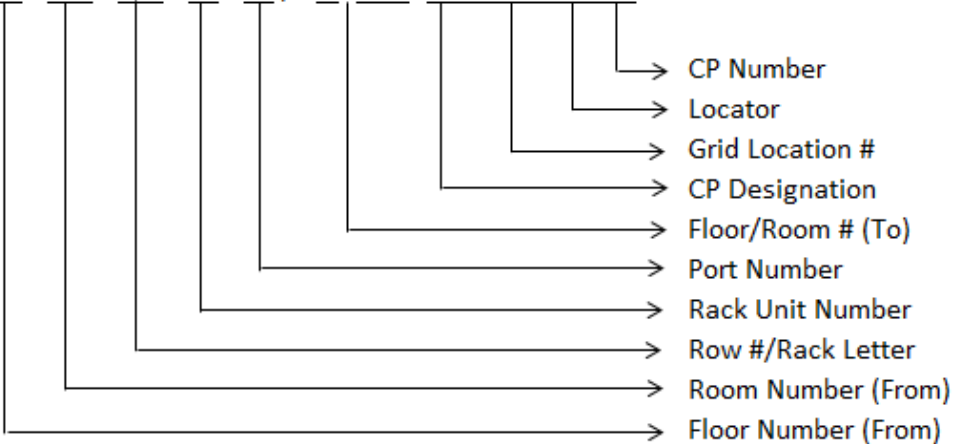 CP Number
Locator
Grid Location #
CP Designation
Floor/Room # (To)
Port Number
Rack Unit Number
Row #/Rack Letter
Room Number (From)
Floor Number (From)